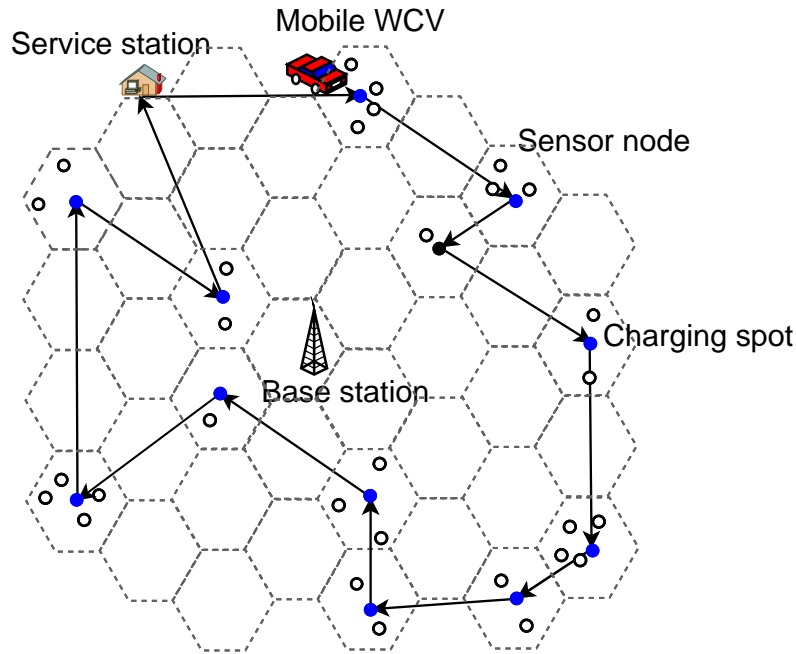 Mobile WCV
Service station
Sensor node
Charging spot
Base station